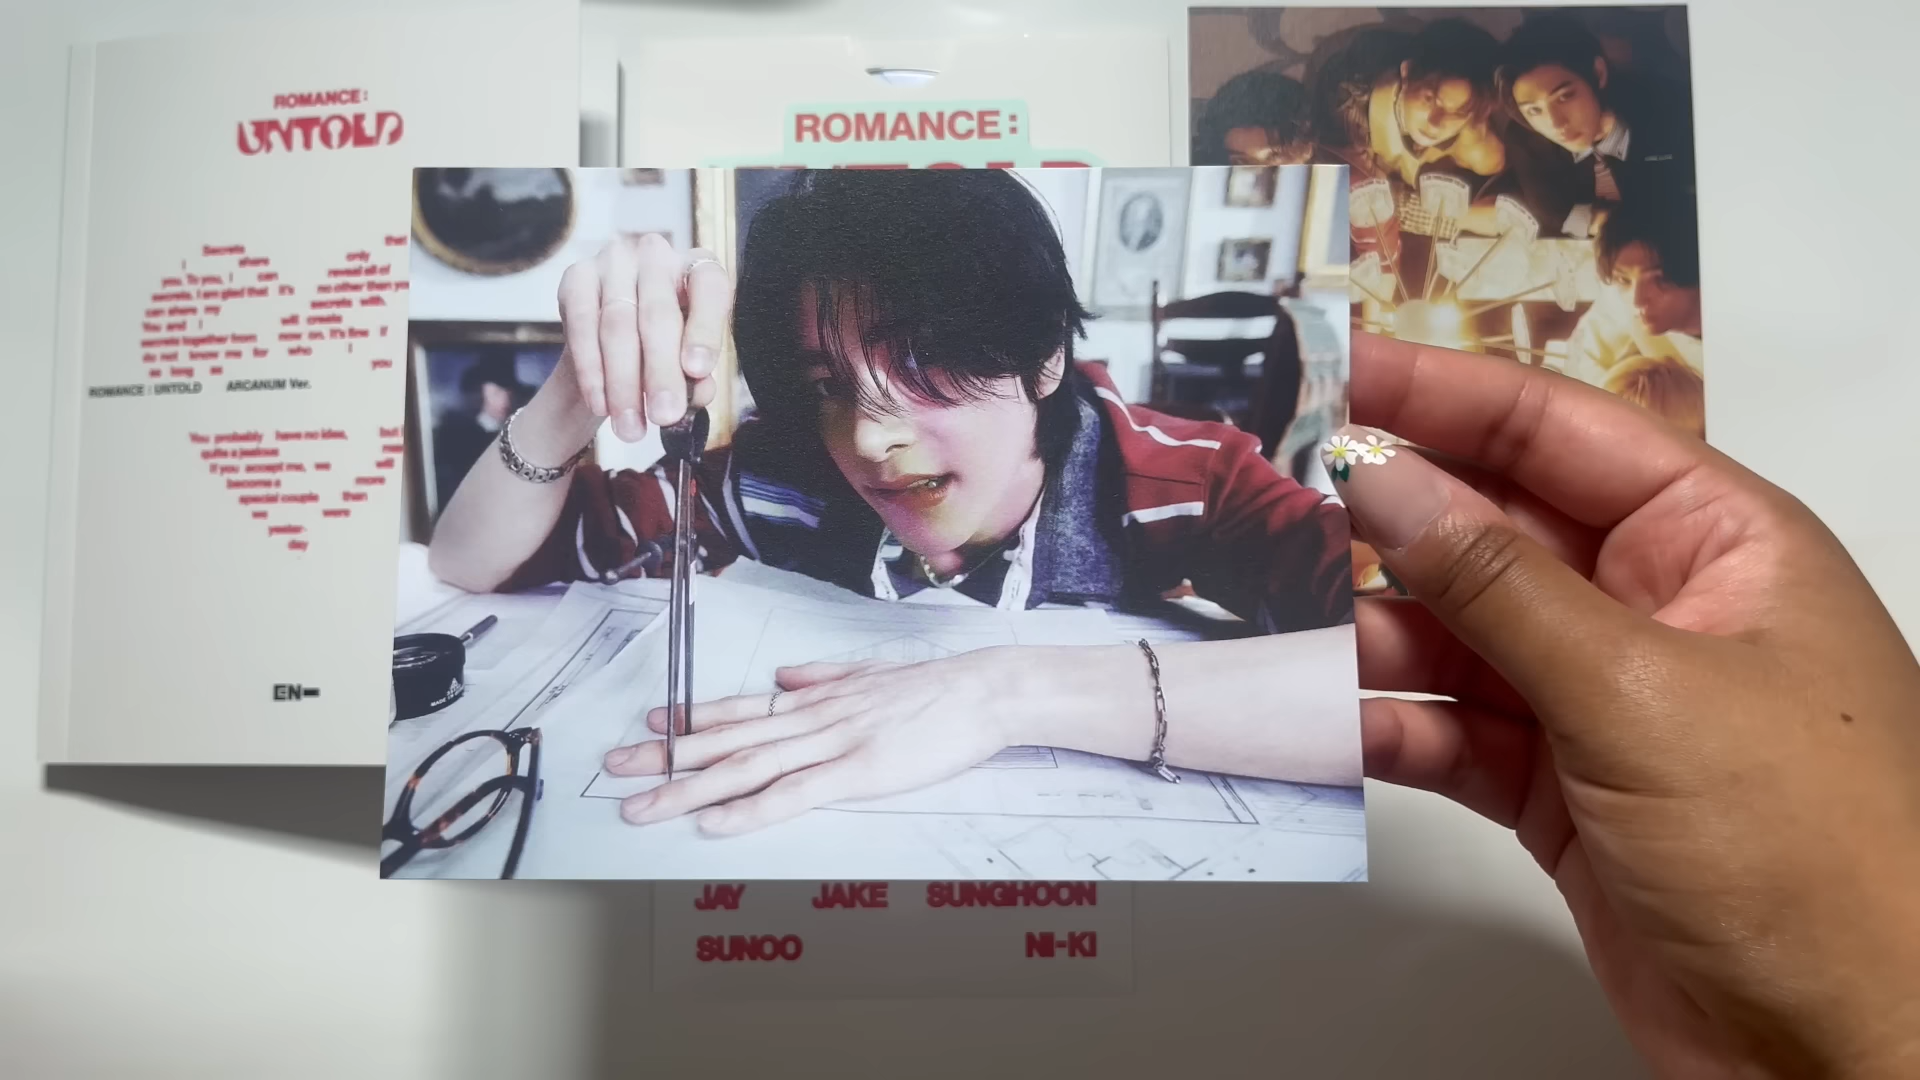 ROMANCE :
UNTOLD
Secrets that
I share only
you. To you, I can reveal all of
secrets. I am glad that it's no other than you
can share my secrets with.
You and I will create
secrets together from now on. It's fine if
do not know me for who I
so long as you
ROMANCE : UNTOLD ARCANUM Ver.
You probably have no idea, but I
quite a jealous
if you accept me, we will
become a more
special couple than
we were
yester-
day
EN-
ROMANCE :
UNTOLD
JAY JAKE SUNGHOON
SUNOO NI-KI